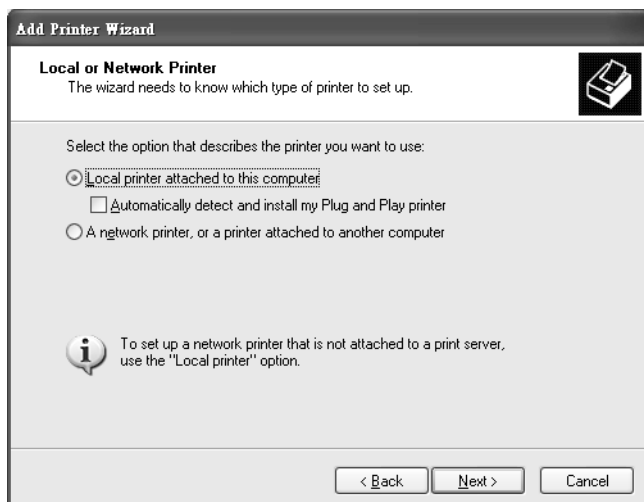 Add Printer Wizard
Local or Network Printer
The wizard needs to know which type of printer to set up.
Select the option that describes the printer you want to use:
Local printer attached to this computer
Automatically detect and install my Plug and Play printer
A network printer, or a printer attached to another computer
To set up a network printer that is not attached to a print server,
use the "Local printer" option.
< Back
Next >
Cancel